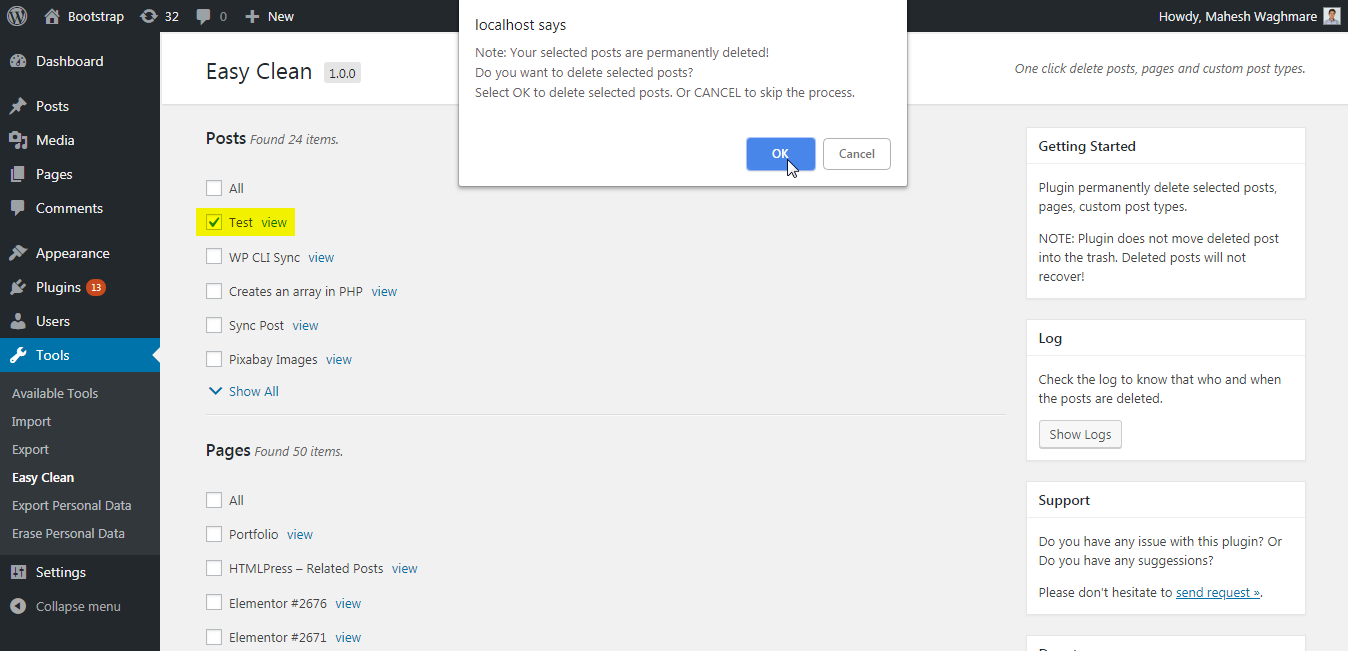 Bootstrap 32 0 New
Howdy, Mahesh Waghmare
localhost says
Note: Your selected posts are permanently deleted!
Do you want to delete selected posts?
Select OK to delete selected posts. Or CANCEL to skip the process.
OK Cancel
Dashboard
Posts
Media
Pages
Comments
Appearance
Plugins 13
Users
Tools
Available Tools
Import
Export
Easy Clean
Export Personal Data
Erase Personal Data
Settings
Collapse menu
Easy Clean 1.0.0
One click delete posts, pages and custom post types.
Posts Found 24 items.
All
Test view
WP CLI Sync view
Creates an array in PHP view
Sync Post view
Pixabay Images view
Show All
Pages Found 50 items.
All
Portfolio view
HTMLPress – Related Posts view
Elementor #2676 view
Elementor #2671 view
Getting Started
Plugin permanently delete selected posts,
pages, custom post types.
NOTE: Plugin does not move deleted post
into the trash. Deleted posts will not
recover!
Log
Check the log to know that who and when
the posts are deleted.
Show Logs
Support
Do you have any issue with this plugin? Or
Do you have any suggestions?
Please don't hesitate to send request ».